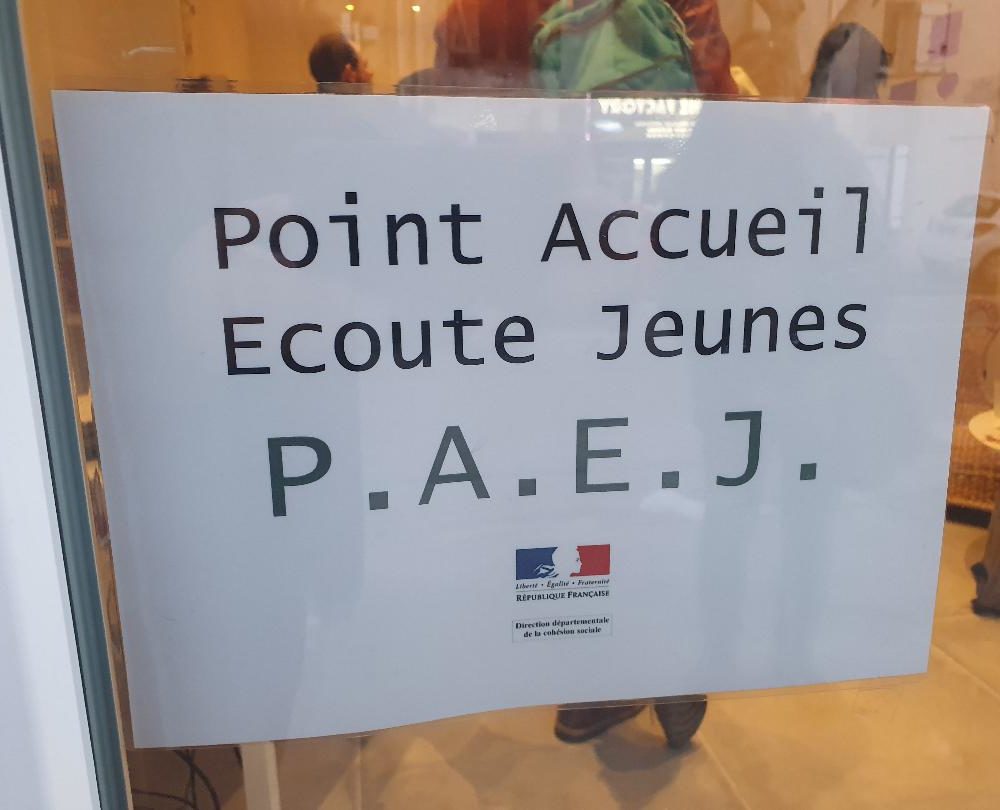 Point Accueil
Ecoute Jeunes
P.A.E.J.
Liberté • Égalité • Fraternité
RÉPUBLIQUE FRANÇAISE
Direction départementale
de la cohésion sociale